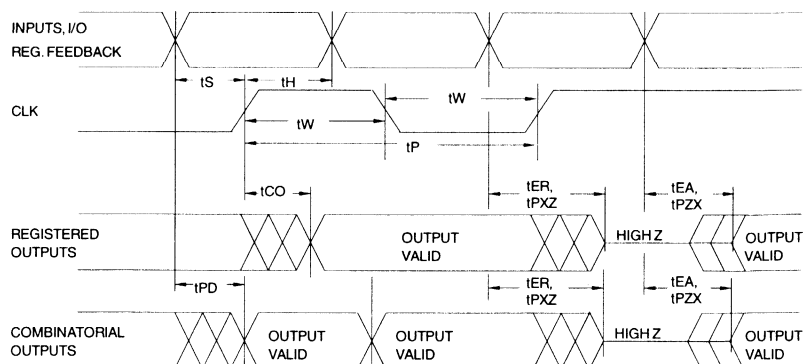 INPUTS, I/O
REG. FEEDBACK
tS
tH
tW
CLK
tW
tP
tCO
tER,
tPXZ
tEA,
tPZX
REGISTERED
OUTPUTS
OUTPUT
VALID
HIGH Z
OUTPUT
VALID
tPD
tER,
tPXZ
tEA,
tPZX
COMBINATORIAL
OUTPUTS
OUTPUT
VALID
OUTPUT
VALID
HIGH Z
OUTPUT
VALID